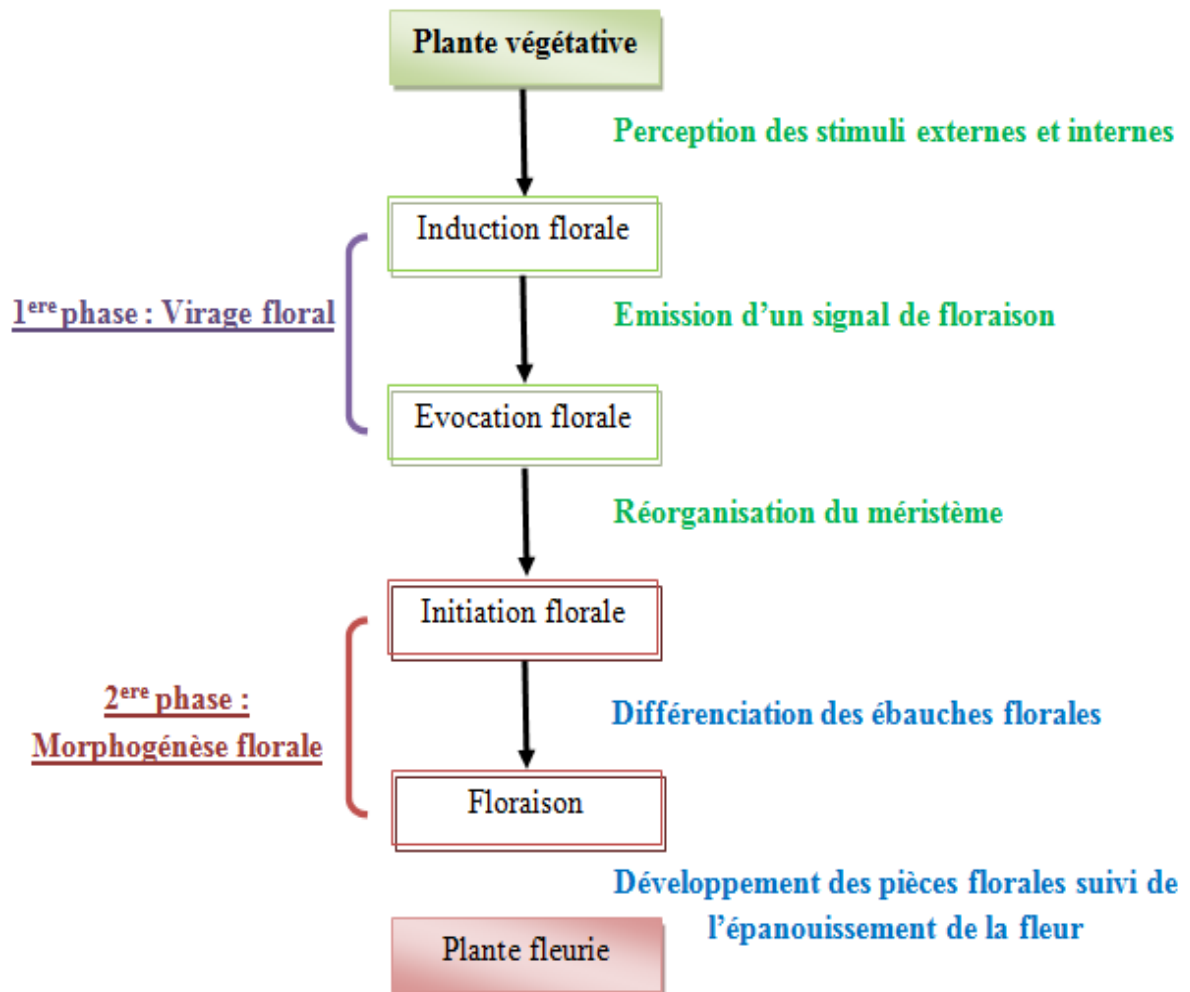 Plante végétative
Perception des stimuli externes et internes
Induction florale
1ere phase : Virage floral
Emission d’un signal de floraison
Evocation florale
Réorganisation du méristème
Initiation florale
2ere phase :
Morphogénèse florale
Différenciation des ébauches florales
Floraison
Développement des pièces florales suivi de
l’épanouissement de la fleur
Plante fleurie